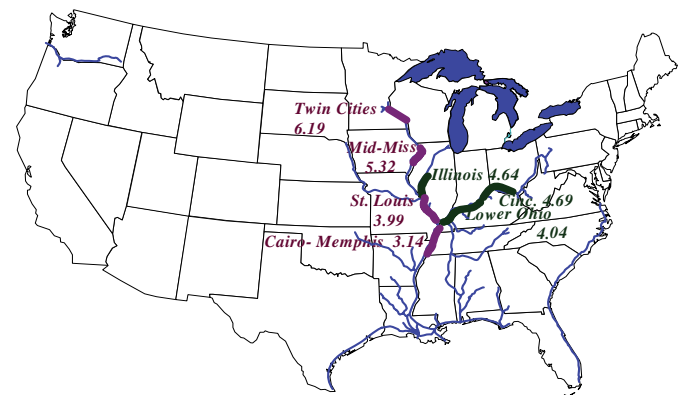 Twin Cities
6.19
Mid-Miss
5.32
Illinois 4.64
St. Louis
3.99
Cinc. 4.69
Lower Ohio
4.04
Cairo- Memphis 3.14